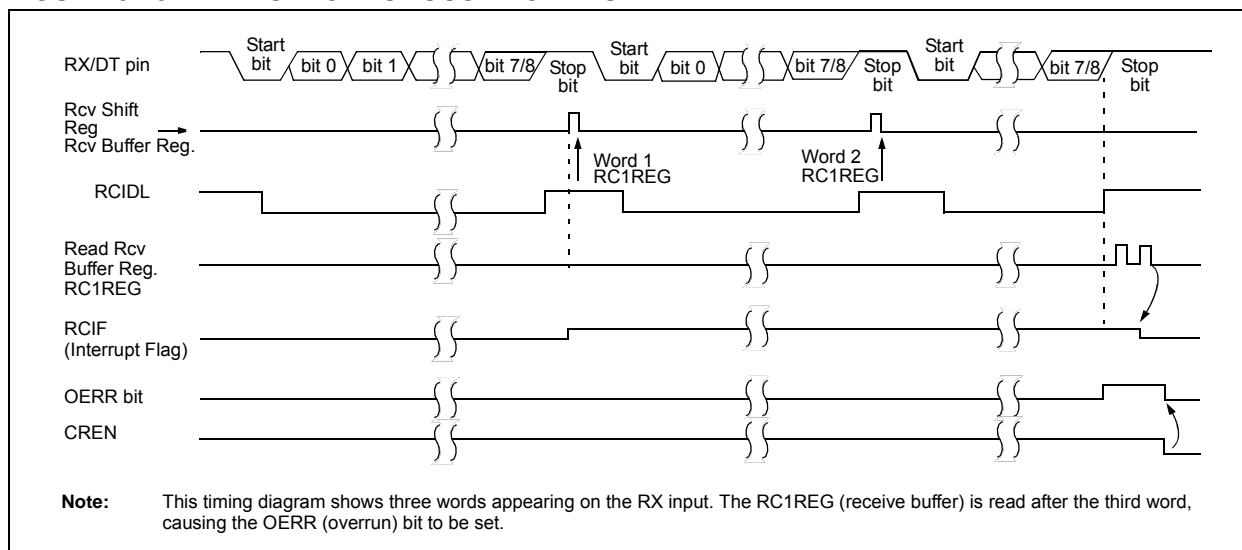 Start
bit
bit 0
bit 1
bit 7/8
Stop
bit
Start
bit
bit 0
bit 7/8
Stop
bit
Start
bit
bit 7/8
Stop
bit
RX/DT pin
Rcv Shift
Reg
Rcv Buffer Reg.
Word 1
RC1REG
Word 2
RC1REG
RCIDL
Read Rcv
Buffer Reg.
RC1REG
RCIF
(Interrupt Flag)
OERR bit
CREN
Note: This timing diagram shows three words appearing on the RX input. The RC1REG (receive buffer) is read after the third word,
causing the OERR (overrun) bit to be set.